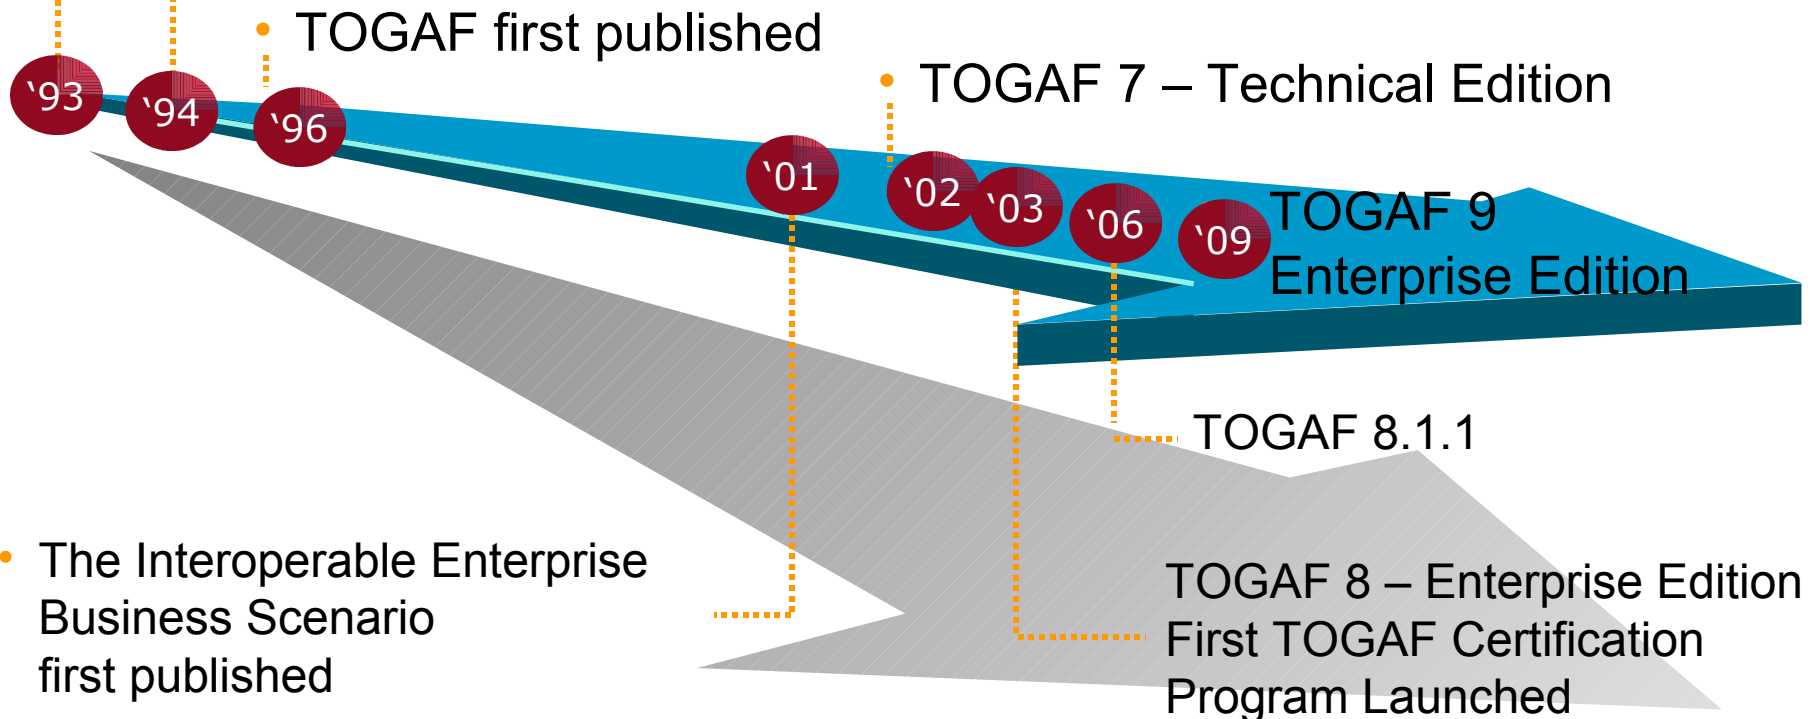 • TOGAF first published
• TOGAF 7 – Technical Edition
‘93
‘94
‘96
‘01
‘02
‘03
‘06
‘09
TOGAF 9
Enterprise Edition
TOGAF 8.1.1
• The Interoperable Enterprise
Business Scenario
first published
TOGAF 8 – Enterprise Edition
First TOGAF Certification
Program Launched